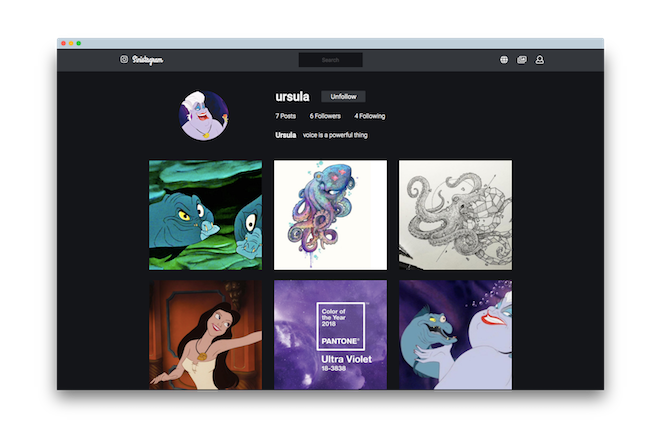 Sinistagram
Search
ursula Unfollow
7 Posts 6 Followers 4 Following
Ursula voice is a powerful thing
Color of
the Year
2018
PANTONE®
Ultra Violet
18-3838